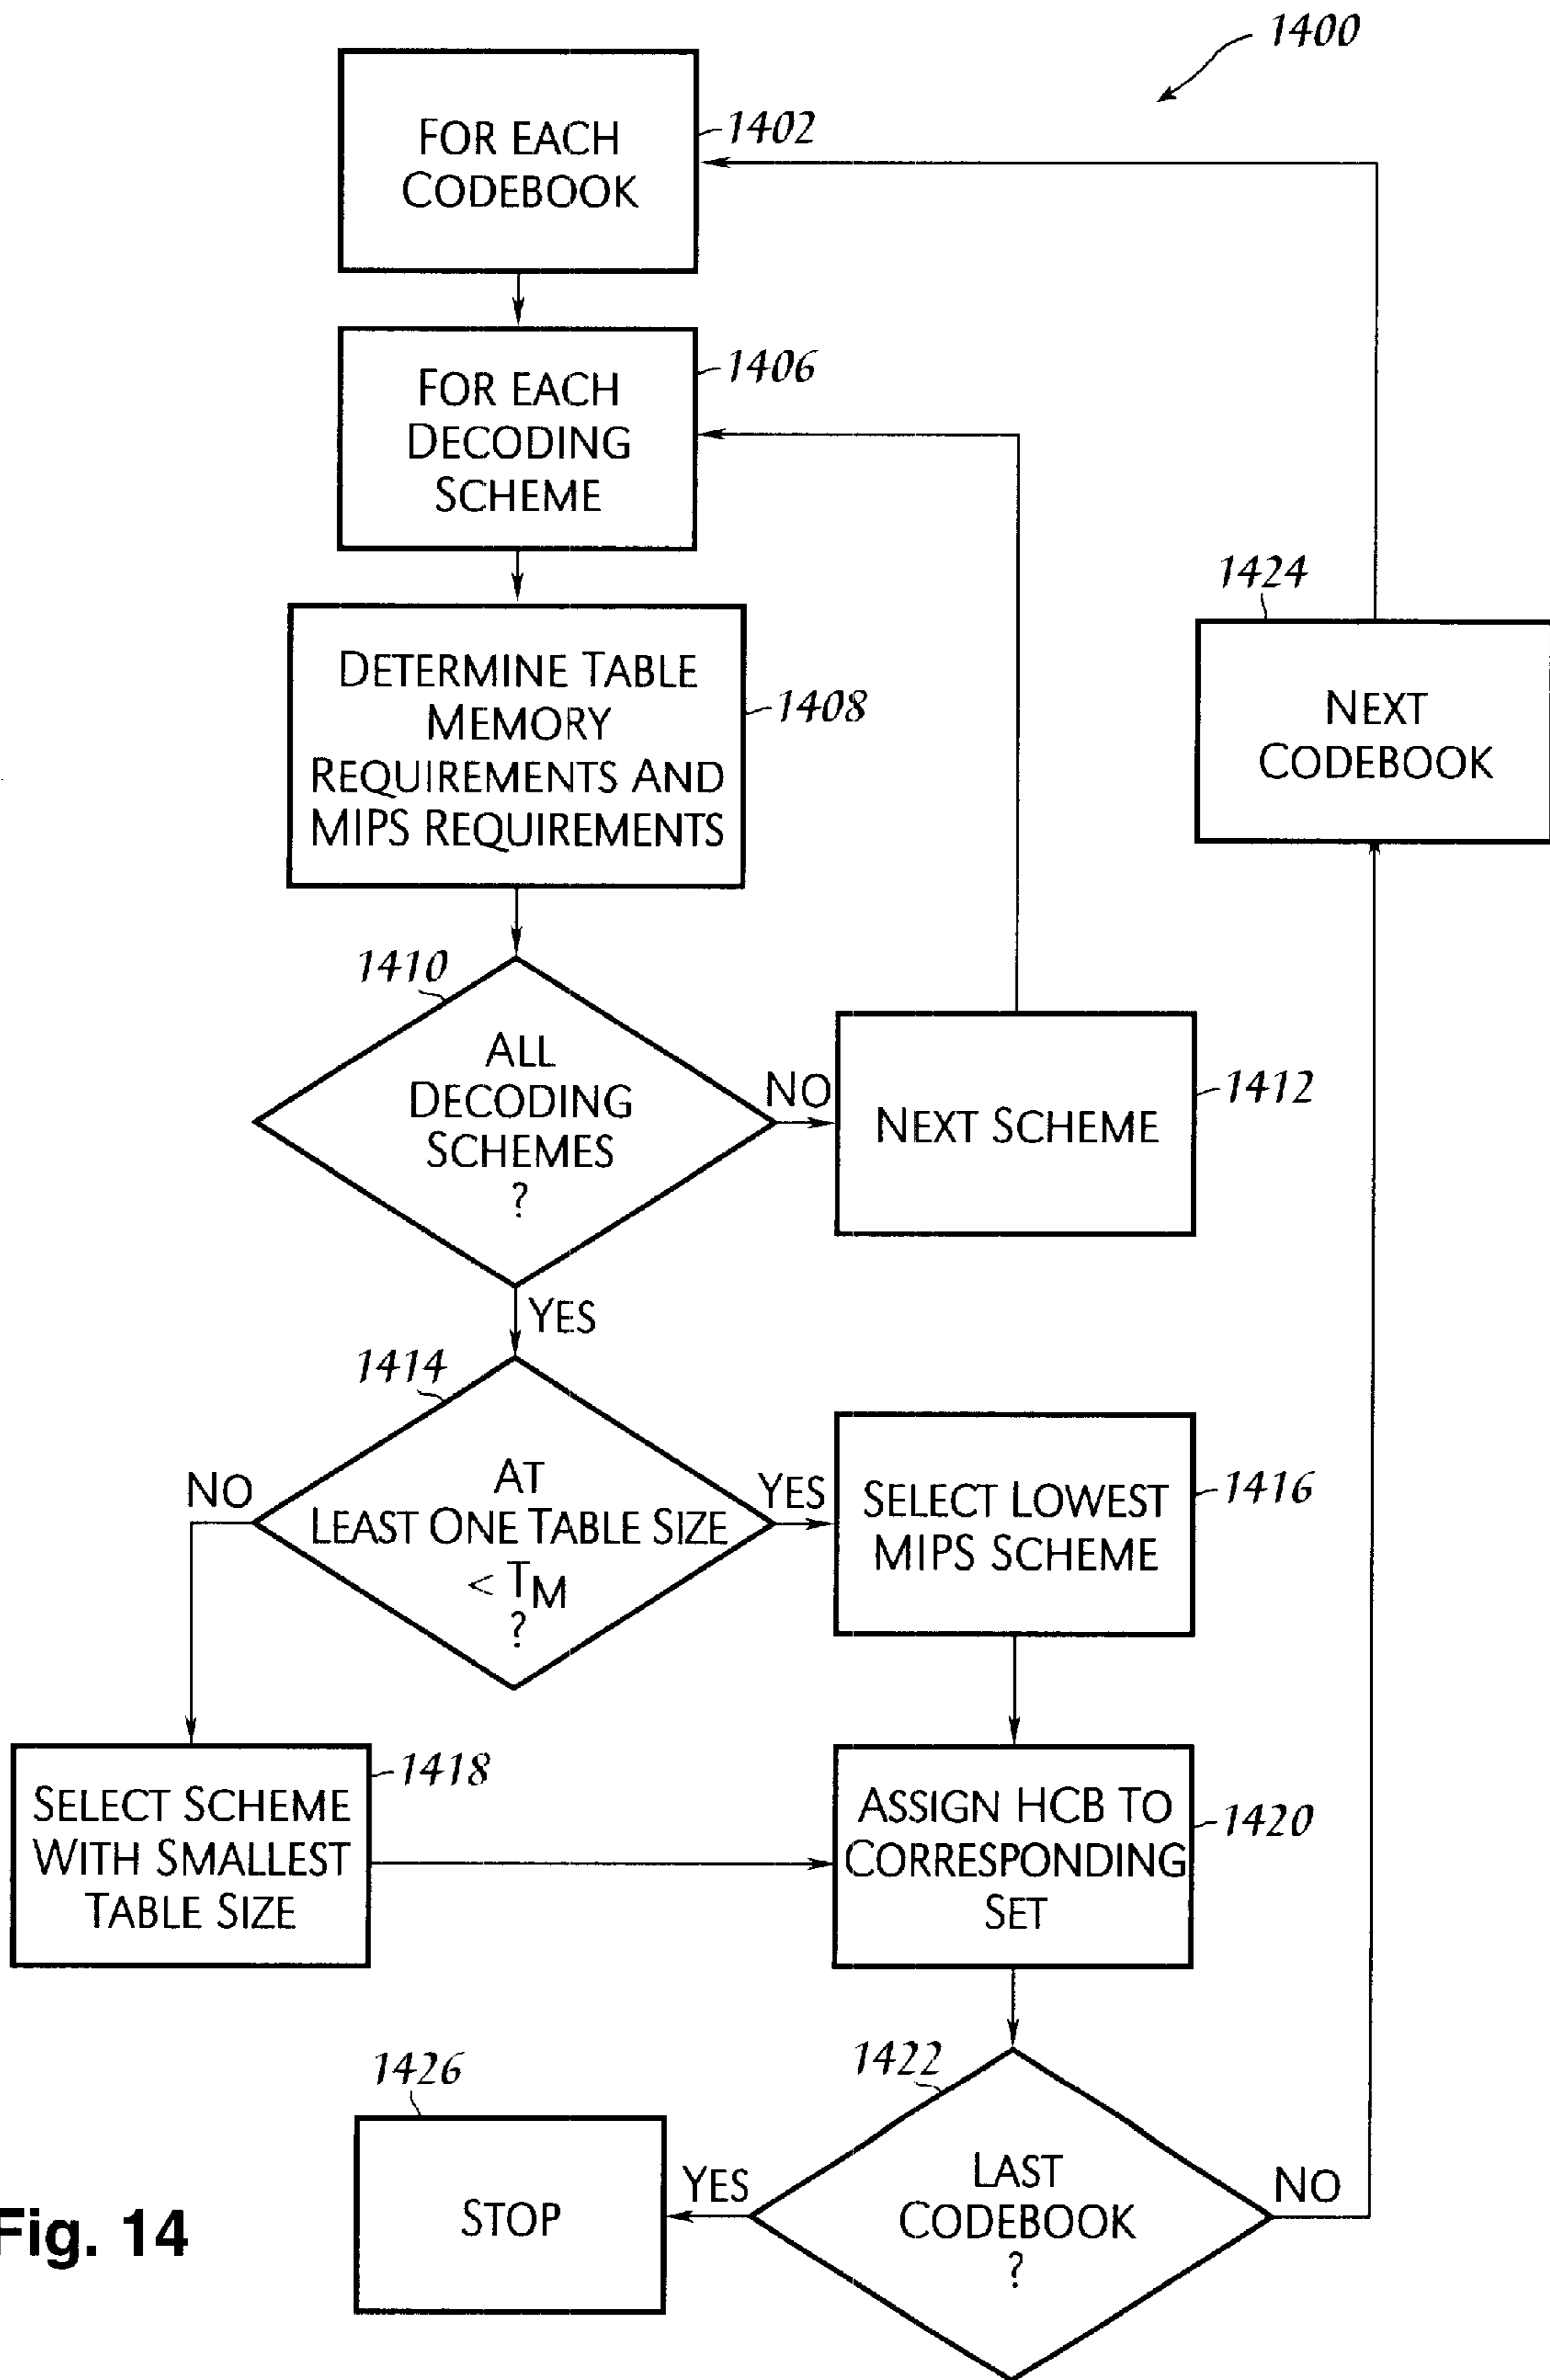 1400
FOR EACH
CODEBOOK
1402
FOR EACH
DECODING
SCHEME
1406
DETERMINE TABLE
MEMORY
REQUIREMENTS AND
MIPS REQUIREMENTS
1408
1424
NEXT
CODEBOOK
1410
ALL
DECODING
SCHEMES
?
NO
NEXT SCHEME
1412
YES
1414
AT
LEAST ONE TABLE SIZE
< TM
?
NO
YES
SELECT LOWEST
MIPS SCHEME
1416
SELECT SCHEME
WITH SMALLEST
TABLE SIZE
1418
ASSIGN HCB TO
CORRESPONDING
SET
1420
1426
STOP
YES
1422
LAST
CODEBOOK
?
NO
Fig. 14